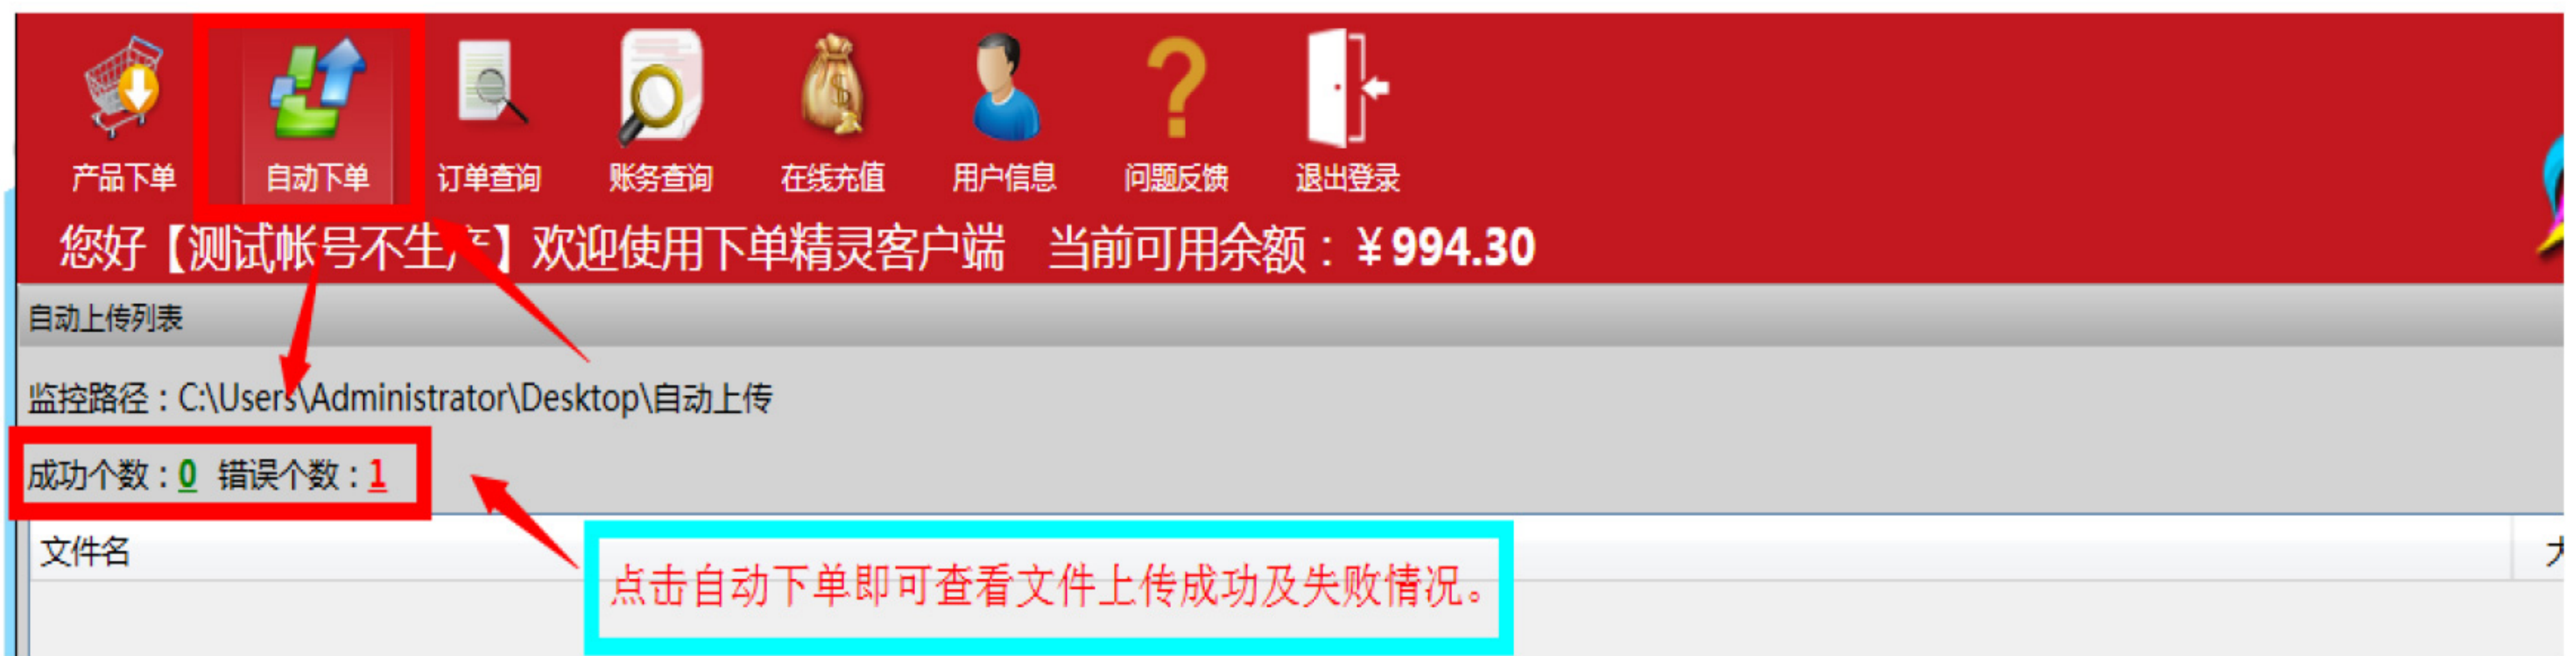 产品下单 自动下单 订单查询 账务查询 在线充值 用户信息 问题反馈 退出登录
您好【测试帐号不生产】欢迎使用下单精灵客户端 当前可用余额：¥994.30
自动上传列表
监控路径：C:\Users\Administrator\Desktop\自动上传
成功个数：0 错误个数：1
文件名
点击自动下单即可查看文件上传成功及失败情况。